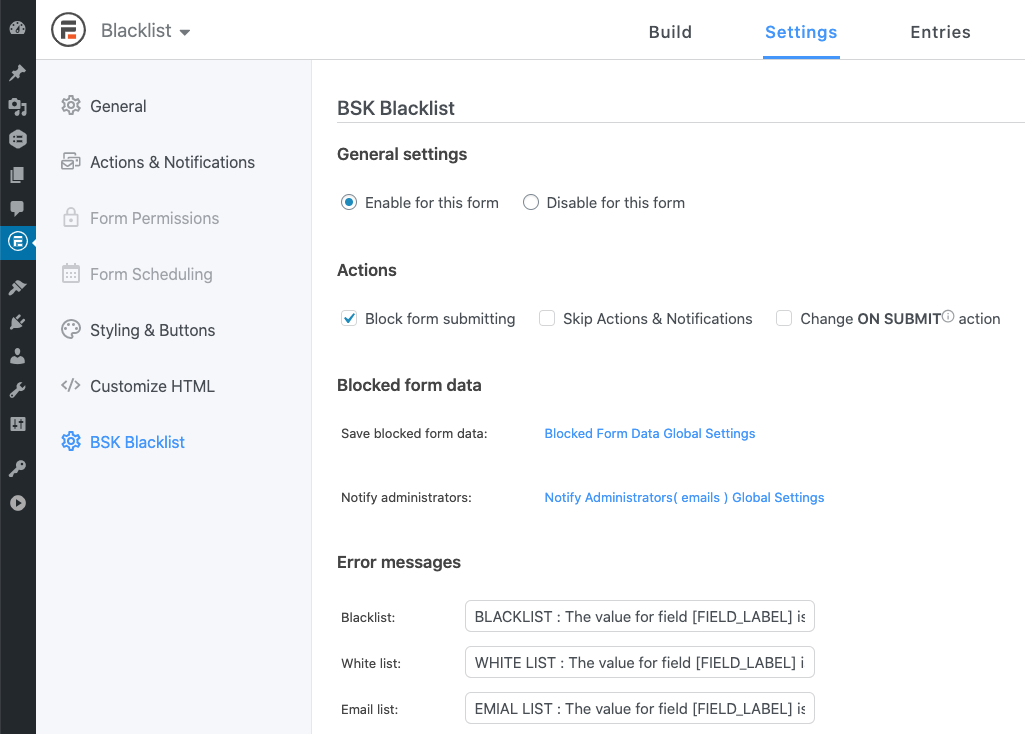 Blacklist
Build
Settings
Entries
General
Actions & Notifications
Form Permissions
Form Scheduling
Styling & Buttons
Customize HTML
BSK Blacklist
BSK Blacklist
General settings
Enable for this form
Disable for this form
Actions
Block form submitting
Skip Actions & Notifications
Change ON SUBMIT action
Blocked form data
Save blocked form data:
Blocked Form Data Global Settings
Notify administrators:
Notify Administrators( emails ) Global Settings
Error messages
Blacklist:
BLACKLIST : The value for field [FIELD_LABEL] is
White list:
WHITE LIST : The value for field [FIELD_LABEL] i
Email list:
EMIAL LIST : The value for field [FIELD_LABEL] is